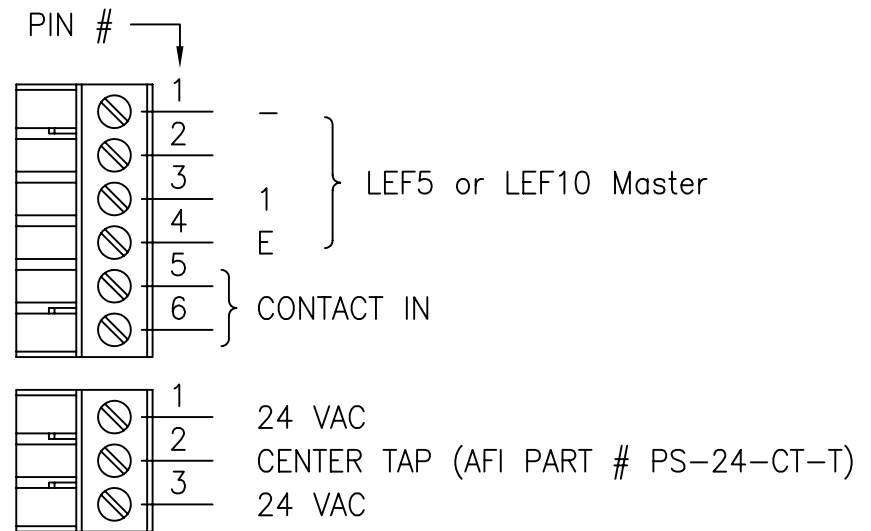 PIN #
1 –
2
3 1
LEF5 or LEF10 Master
4 E
5
6 CONTACT IN
1 24 VAC
2 CENTER TAP (AFI PART # PS-24-CT-T)
3 24 VAC